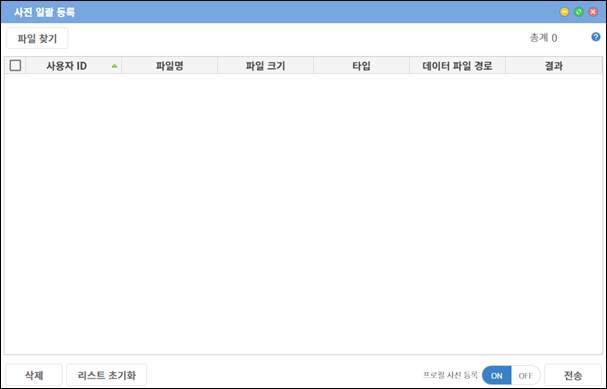 사진 일괄 등록
파일 찾기
총계 0
사용자 ID 파일명 파일 크기 타입 데이터 파일 경로 결과
삭제 리스트 초기화 프로필 사진 등록 ON OFF 전송